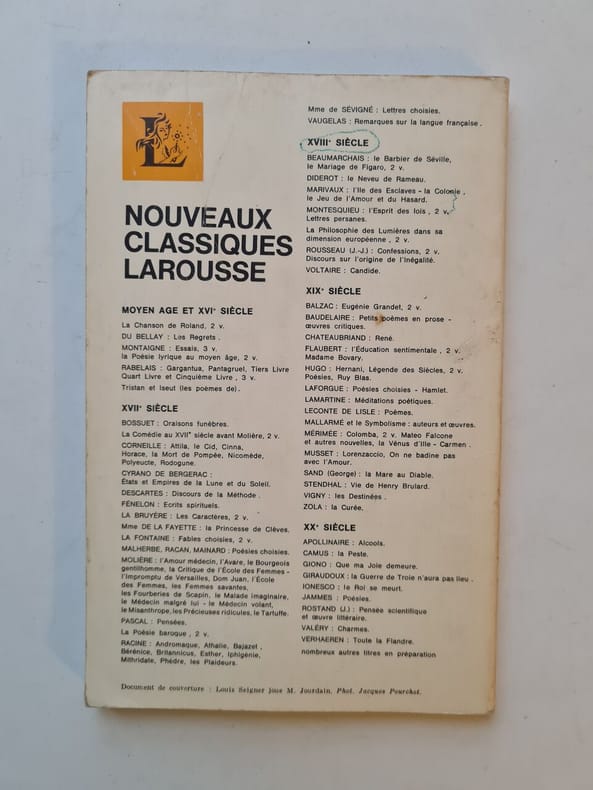 L
NOUVEAUX
CLASSIQUES
LAROUSSE
MOYEN AGE ET XVIe SIÈCLE
La Chanson de Roland, 2 v.
DU BELLAY : Les Regrets .
MONTAIGNE : Essais, 3 v.
la Poésie lyrique au moyen âge, 2 v.
RABELAIS : Gargantua, Pantagruel, Tiers Livre
Quart Livre et Cinquième Livre , 3 v.
Tristan et Iseut (les poèmes de).
XVIIe SIÈCLE
BOSSUET : Oraisons funèbres.
La Comédie au XVIIe siècle avant Molière, 2 v.
CORNEILLE : Attila, le Cid, Cinna,
Horace, la Mort de Pompée, Nicomède,
Polyeucte, Rodogune.
CYRANO DE BERGERAC :
États et Empires de la Lune et du Soleil.
DESCARTES : Discours de la Méthode .
FÉNELON : Ecrits spirituels.
LA BRUYÈRE : Les Caractères, 2 v.
Mme DE LA FAYETTE : la Princesse de Clèves.
LA FONTAINE : Fables choisies, 2 v.
MALHERBE, RACAN, MAINARD : Poésies choisies.
MOLIÈRE : l'Amour médecin, l'Avare, le Bourgeois
gentilhomme, la Critique de l'École des Femmes -
l'Impromptu de Versailles, Dom Juan, l'École
des Femmes, les Femmes savantes,
les Fourberies de Scapin, le Malade imaginaire,
le Médecin malgré lui - le Médecin volant,
le Misanthrope, les Précieuses ridicules, le Tartuffe.
PASCAL : Pensées.
La Poésie baroque , 2 v.
RACINE : Andromaque, Athalie, Bajazet ,
Bérénice, Britannicus, Esther, Iphigénie,
Mithridate, Phèdre, les Plaideurs.
Mme de SÉVIGNÉ : Lettres choisies.
VAUGELAS : Remarques sur la langue française .
XVIIIe SIÈCLE
BEAUMARCHAIS : le Barbier de Séville,
le Mariage de Figaro, 2 v.
DIDEROT : le Neveu de Rameau.
MARIVAUX : l'Ile des Esclaves - la Colonie ,
le Jeu de l'Amour et du Hasard.
MONTESQUIEU : l'Esprit des lois , 2 v.
Lettres persanes.
La Philosophie des Lumières dans sa
dimension européenne , 2 v.
ROUSSEAU (J.-J.) : Confessions, 2 v.
Discours sur l'origine de l'Inégalité.
VOLTAIRE : Candide.
XIXe SIÈCLE
BALZAC : Eugénie Grandet, 2 v.
BAUDELAIRE : Petits poèmes en prose -
œuvres critiques.
CHATEAUBRIAND : René.
FLAUBERT : l'Éducation sentimentale , 2 v.
Madame Bovary.
HUGO : Hernani, Légende des Siècles, 2 v.
Poésies, Ruy Blas.
LAFORGUE : Poésies choisies - Hamlet.
LAMARTINE : Méditations poétiques.
LECONTE DE LISLE : Poèmes.
MALLARMÉ et le Symbolisme : auteurs et œuvres.
MÉRIMÉE : Colomba, 2 v. Mateo Falcone
et autres nouvelles, la Vénus d'Ille - Carmen .
MUSSET : Lorenzaccio, On ne badine pas
avec l'Amour.
SAND (George) : la Mare au Diable.
STENDHAL : Vie de Henry Brulard.
VIGNY : les Destinées .
ZOLA : la Curée.
XXe SIÈCLE
APOLLINAIRE : Alcools.
CAMUS : la Peste.
GIONO : Que ma Joie demeure.
GIRAUDOUX : la Guerre de Troie n'aura pas lieu .
IONESCO : le Roi se meurt.
JAMMES : Poésies.
ROSTAND (J.) : Pensée scientifique
et œuvre littéraire.
VALÉRY : Charmes.
VERHAEREN : Toute la Flandre.
nombreux autres titres en préparation
Document de couverture : Louis Seigner joue M. Jourdain. Phot. Jacques Pourchot.